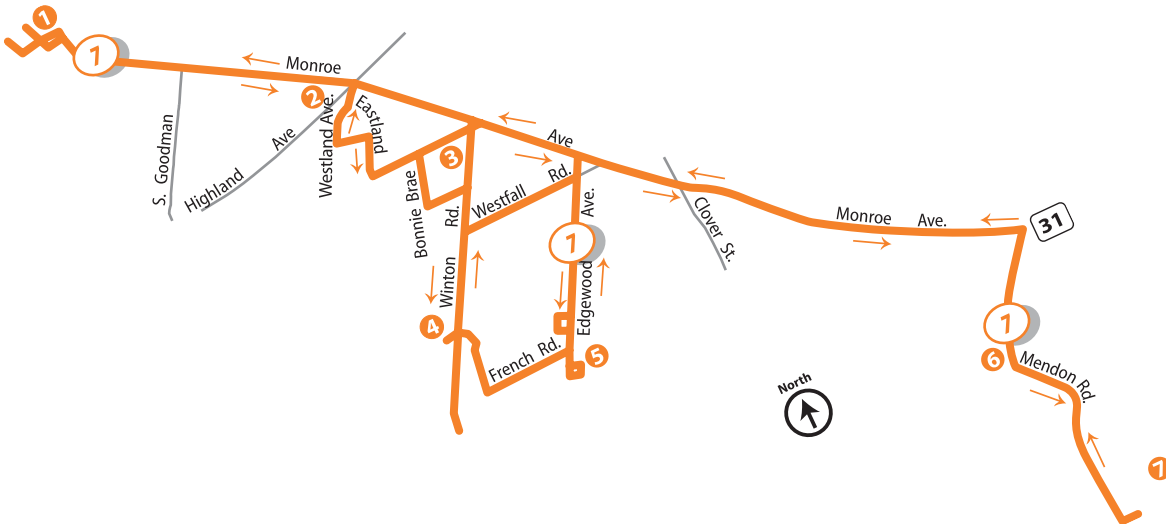 1
1
Monroe
2
Eastland
Westland Ave.
S. Goodman
Highland Ave
3
Ave
Bonnie Brae
Westfall Rd.
Winton Rd.
Edgewood Ave.
1
Clover St.
Monroe Ave.
31
4
French Rd.
5
1
6
Mendon Rd.
North
7